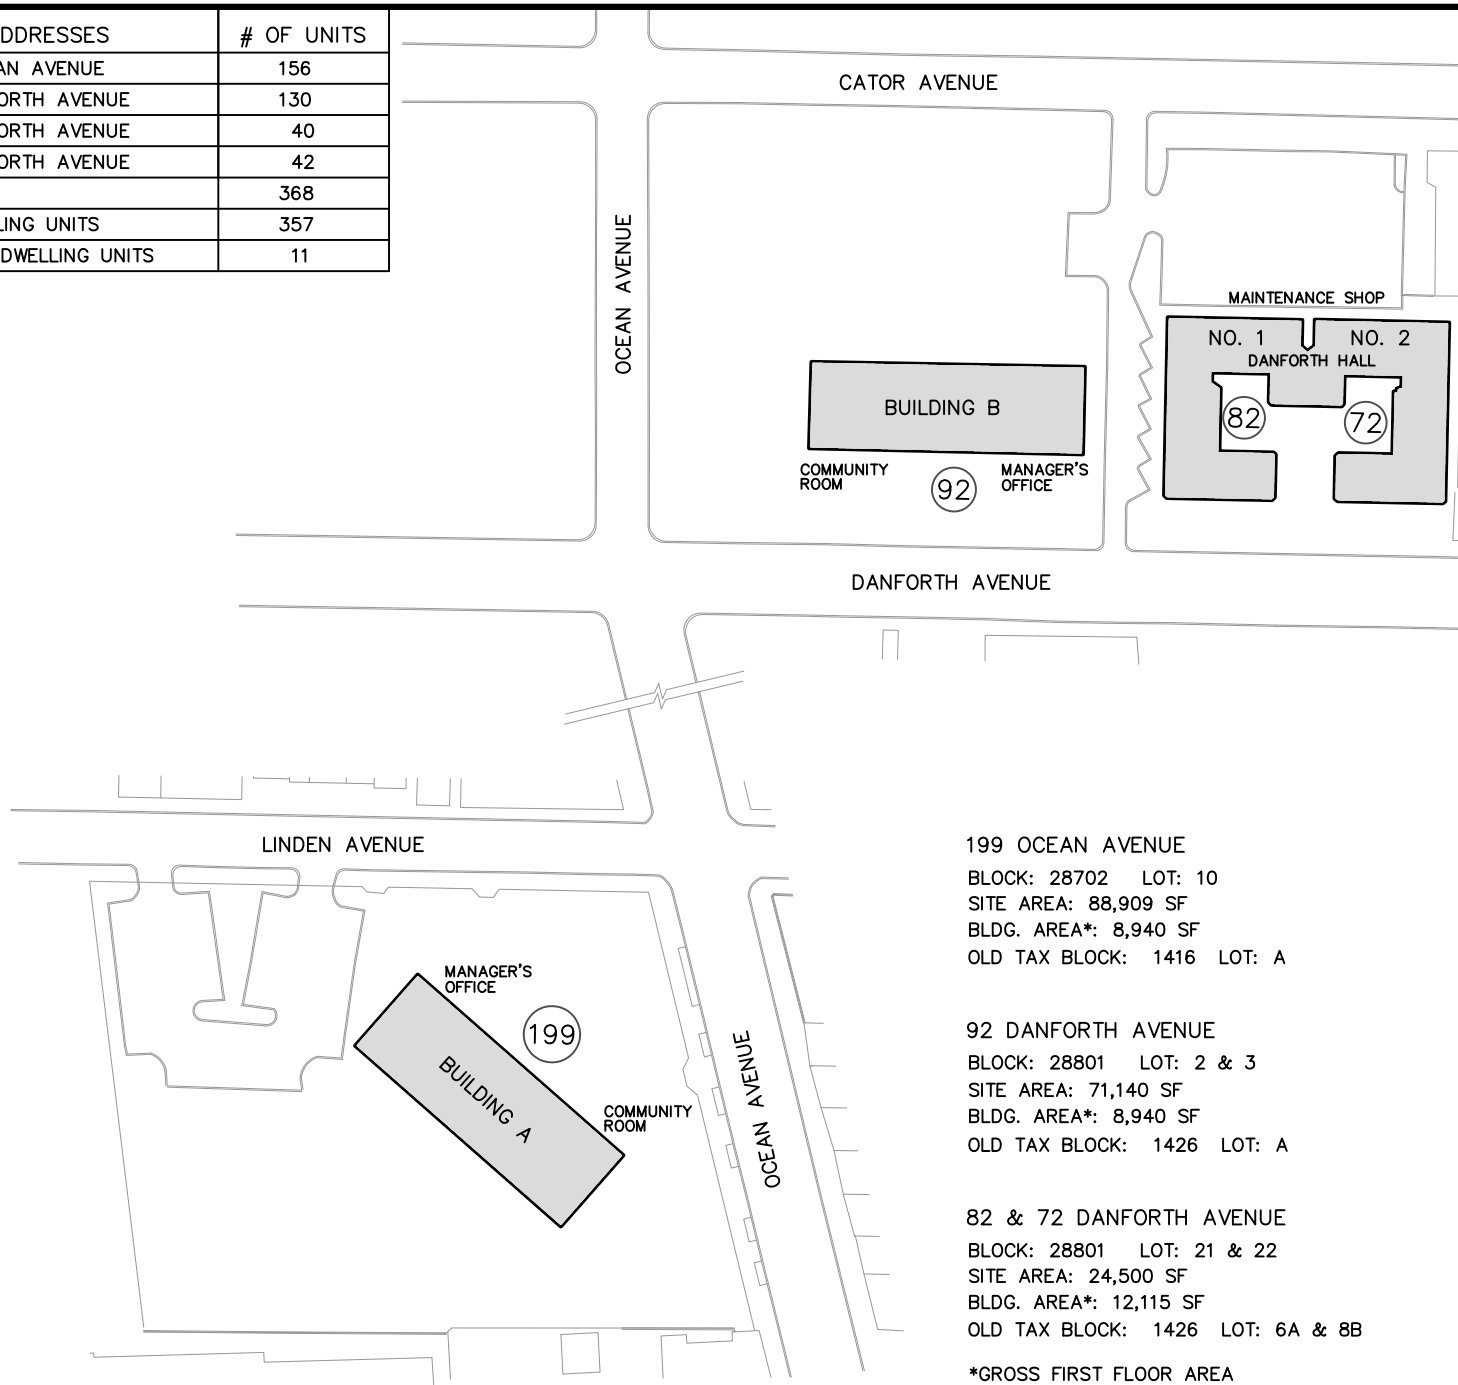 DDRESSES # OF UNITS
AN AVENUE 156
ORTH AVENUE 130
ORTH AVENUE 40
ORTH AVENUE 42
368
LING UNITS 357
DWELLING UNITS 11
CATOR AVENUE
OCEAN AVENUE
MAINTENANCE SHOP
NO. 1 NO. 2
DANFORTH HALL
82 72
BUILDING B
COMMUNITY
ROOM
92
MANAGER'S
OFFICE
DANFORTH AVENUE
LINDEN AVENUE
MANAGER'S
OFFICE
199
BUILDING A
COMMUNITY
ROOM
OCEAN AVENUE
199 OCEAN AVENUE
BLOCK: 28702 LOT: 10
SITE AREA: 88,909 SF
BLDG. AREA*: 8,940 SF
OLD TAX BLOCK: 1416 LOT: A
92 DANFORTH AVENUE
BLOCK: 28801 LOT: 2 & 3
SITE AREA: 71,140 SF
BLDG. AREA*: 8,940 SF
OLD TAX BLOCK: 1426 LOT: A
82 & 72 DANFORTH AVENUE
BLOCK: 28801 LOT: 21 & 22
SITE AREA: 24,500 SF
BLDG. AREA*: 12,115 SF
OLD TAX BLOCK: 1426 LOT: 6A & 8B
*GROSS FIRST FLOOR AREA